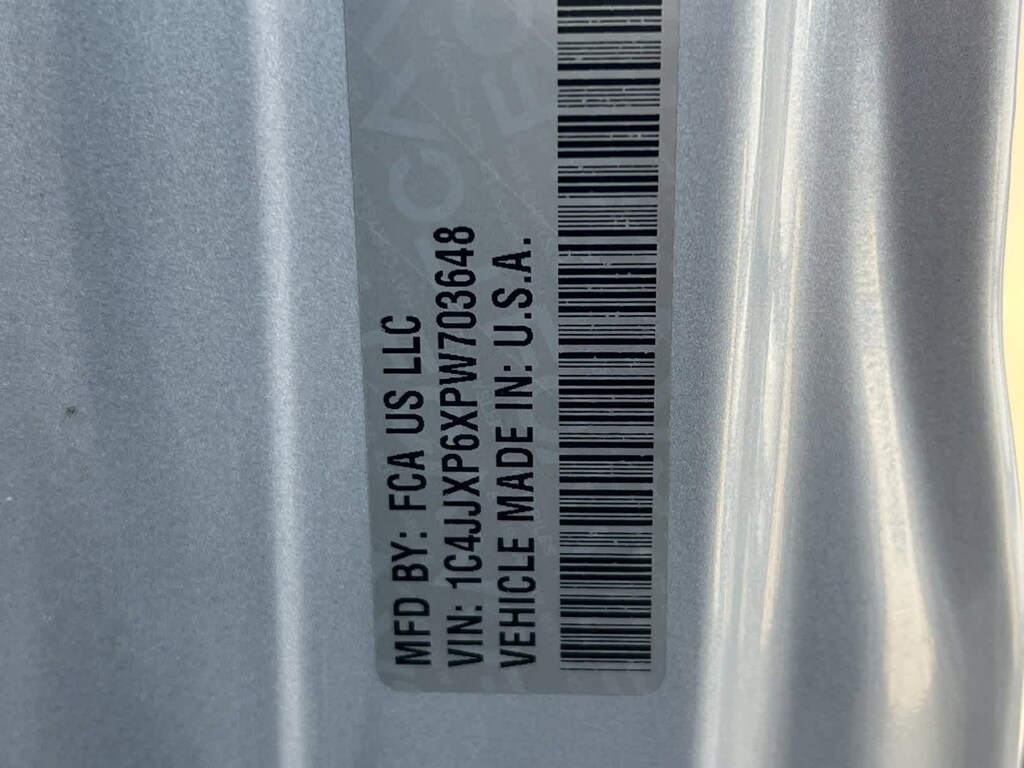 MFD BY: FCA US LLC
VIN: 1C4JJXP6XPW703648
VEHICLE MADE IN: U.S.A.